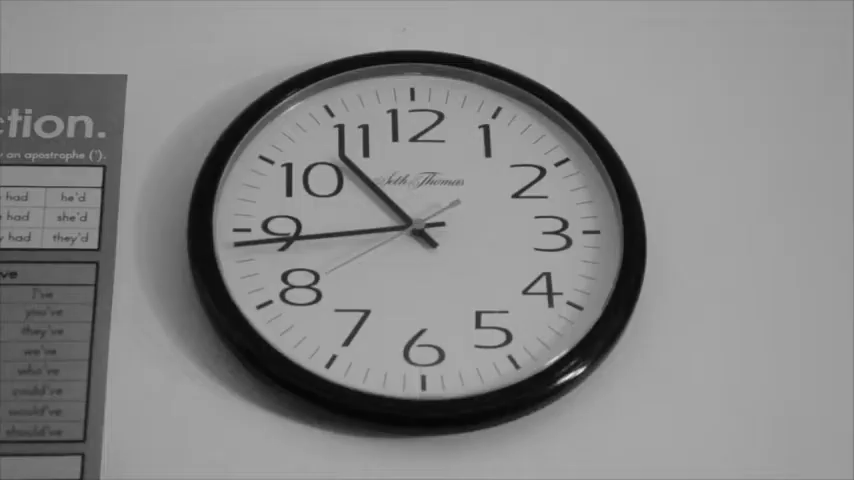 ction.
y an apostrophe (').
had he'd
had she'd
had they'd
ve
I've
you've
they've
we've
who've
could've
would've
should've
12
11 1
10 2
Seth Thomas
9 3
8 4
7 5
6